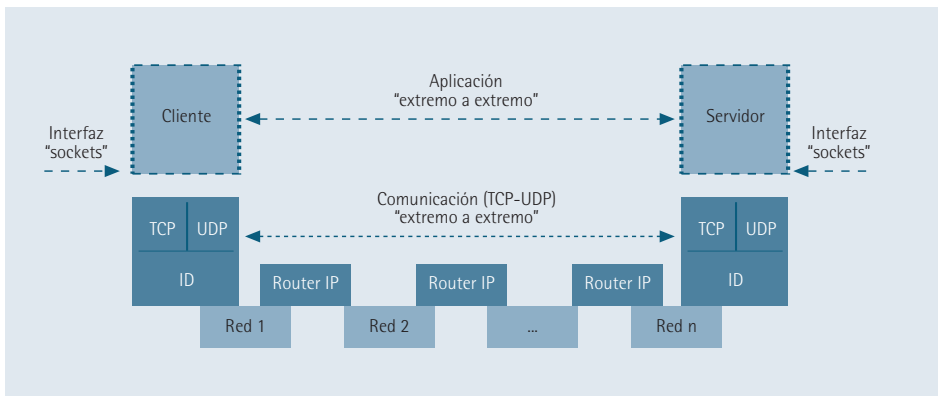 Aplicación
“extremo a extremo”
Cliente
Servidor
Interfaz
“sockets”
Interfaz
“sockets”
Comunicación (TCP-UDP)
“extremo a extremo”
TCP UDP
TCP UDP
ID
Router IP
Router IP
Router IP
ID
Red 1
Red 2
...
Red n